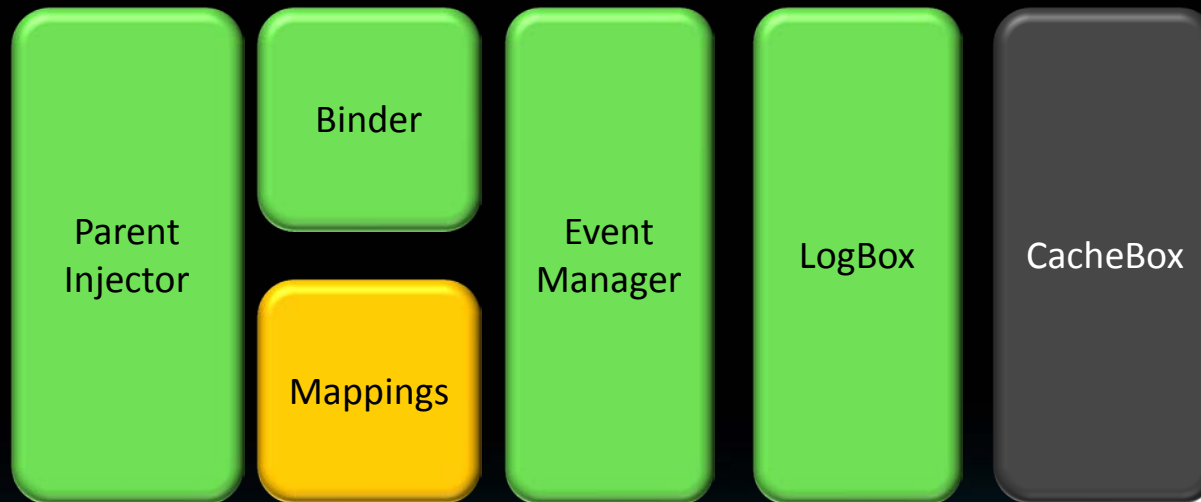 Parent
Injector
Binder
Mappings
Event
Manager
LogBox
CacheBox